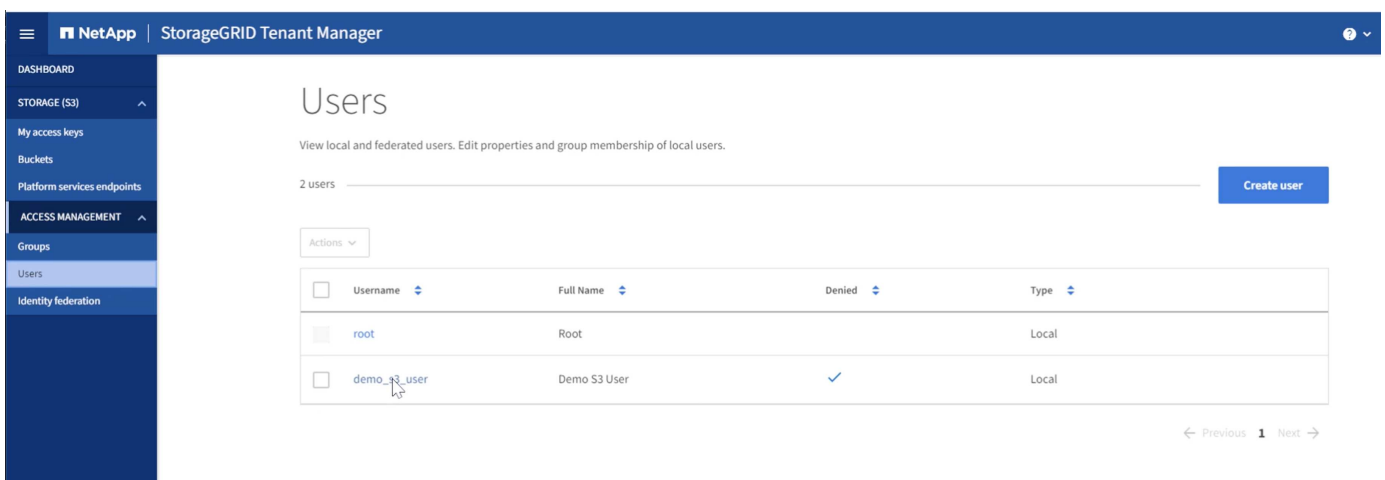 NetApp StorageGRID Tenant Manager
DASHBOARD
STORAGE (S3)
My access keys
Buckets
Platform services endpoints
ACCESS MANAGEMENT
Groups
Users
Identity federation
Users
View local and federated users. Edit properties and group membership of local users.
2 users
Create user
Actions
Username Full Name Denied Type
root Root Local
demo_s3_user Demo S3 User Local
Previous 1 Next